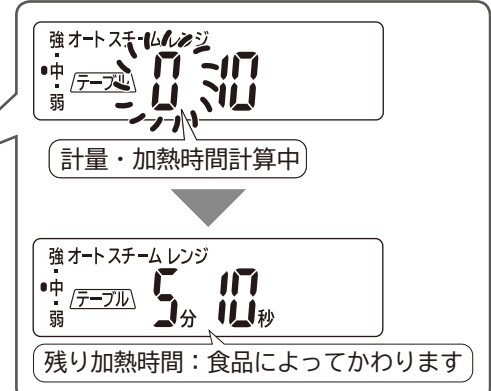 強 オート スチームレンジ
中 テーブル 0 10
弱
計量・加熱時間計算中
強 オート スチーム レンジ
中 テーブル 5分 10秒
弱
残り加熱時間：食品によってかわります